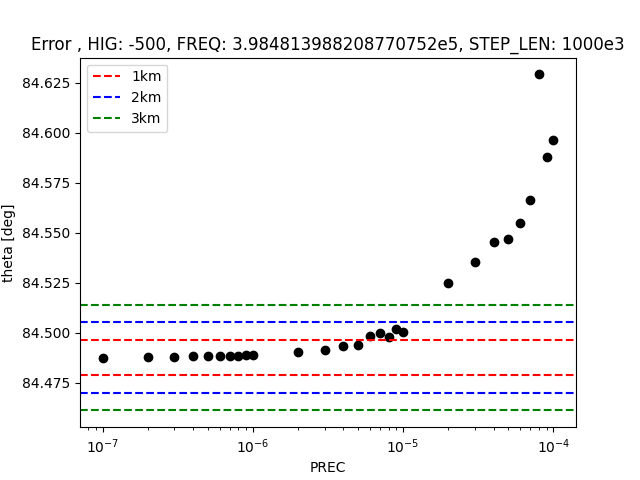 Error , HIG: -500, FREQ: 3.984813988208770752e5, STEP_LEN: 1000e3
1km
2km
3km
theta [deg]
84.625
84.600
84.575
84.550
84.525
84.500
84.475
10⁻⁷ 10⁻⁶ 10⁻⁵ 10⁻⁴
PREC